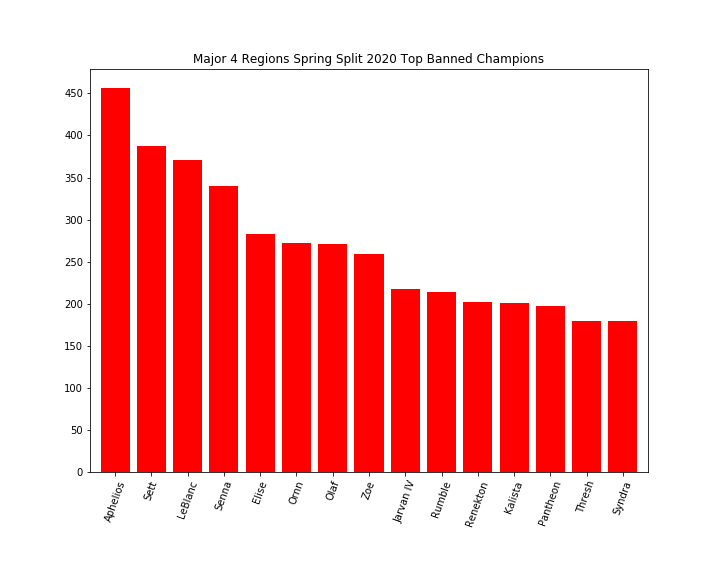 Major 4 Regions Spring Split 2020 Top Banned Champions
450
400
350
300
250
200
150
100
50
0
Aphelios
Sett
LeBlanc
Senna
Elise
Ornn
Olaf
Zoe
Jarvan IV
Rumble
Renekton
Kalista
Pantheon
Thresh
Syndra